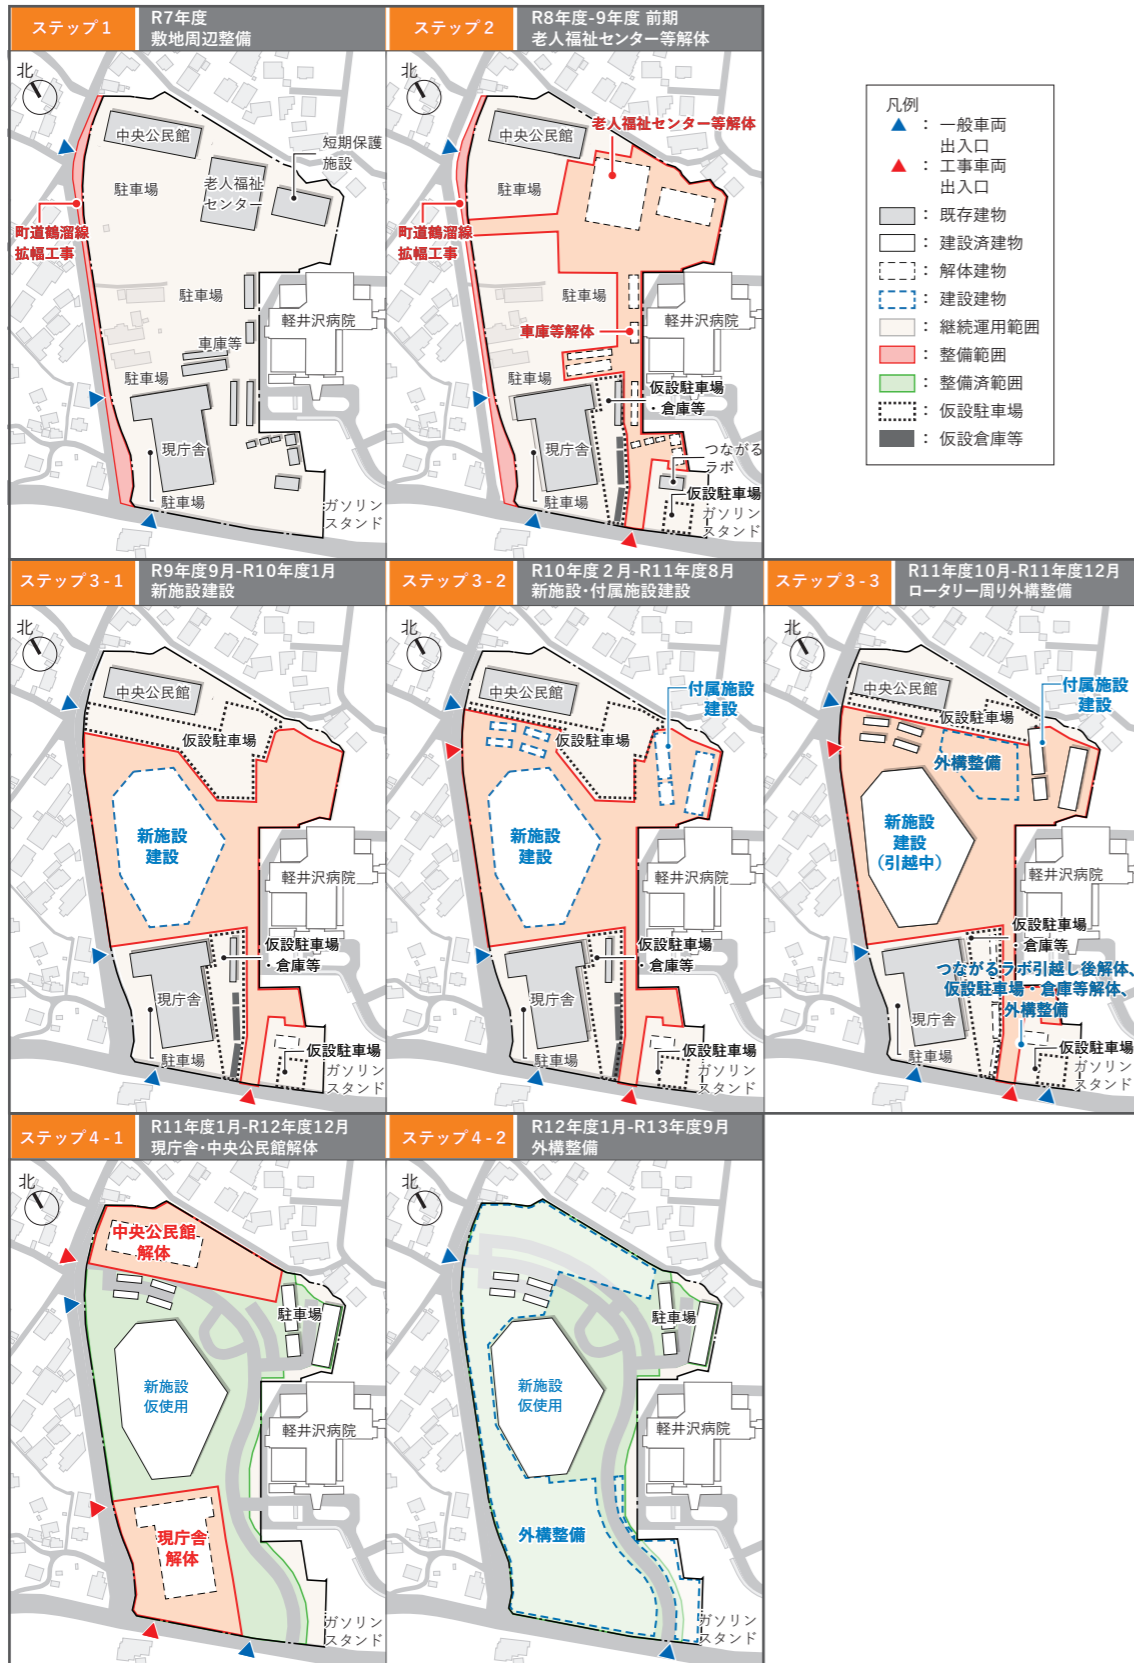 ステップ1
R7年度
敷地周辺整備
北
中央公民館
短期保護
施設
駐車場
老人福祉
センター
町道鶴溜線
拡幅工事
駐車場
軽井沢病院
車庫等
駐車場
現庁舎
駐車場
ガソリン
スタンド
ステップ2
R8年度-9年度 前期
老人福祉センター等解体
北
中央公民館
老人福祉センター等解体
駐車場
町道鶴溜線
拡幅工事
駐車場
軽井沢病院
車庫等解体
駐車場
仮設駐車場
・倉庫等
現庁舎
つながる
ラボ
仮設駐車場
駐車場
ガソリン
スタンド
凡例
▲ : 一般車両
出入口
▲ : 工事車両
出入口
: 既存建物
: 建設済建物
: 解体建物
: 建設建物
: 継続運用範囲
: 整備範囲
: 整備済範囲
: 仮設駐車場
: 仮設倉庫等
ステップ3-1
R9年度9月-R10年度1月
新施設建設
北
中央公民館
仮設駐車場
新施設
建設
軽井沢病院
仮設駐車場
・倉庫等
現庁舎
仮設駐車場
駐車場
ガソリン
スタンド
ステップ3-2
R10年度2月-R11年度8月
新施設・付属施設建設
北
中央公民館
付属施設
建設
仮設駐車場
新施設
建設
軽井沢病院
仮設駐車場
・倉庫等
現庁舎
仮設駐車場
駐車場
ガソリン
スタンド
ステップ3-3
R11年度10月-R11年度12月
ロータリー周り外構整備
北
中央公民館
付属施設
建設
仮設駐車場
外構整備
新施設
建設
(引越中)
軽井沢病院
仮設駐車場
・倉庫等
つながるラボ引越し後解体、
仮設駐車場・倉庫等解体、
外構整備
現庁舎
仮設駐車場
駐車場
ガソリン
スタンド
ステップ4-1
R11年度1月-R12年度12月
現庁舎・中央公民館解体
北
中央公民館
解体
駐車場
新施設
仮使用
軽井沢病院
現庁舎
解体
ガソリン
スタンド
ステップ4-2
R12年度1月-R13年度9月
外構整備
北
駐車場
新施設
仮使用
軽井沢病院
外構整備
ガソリン
スタンド